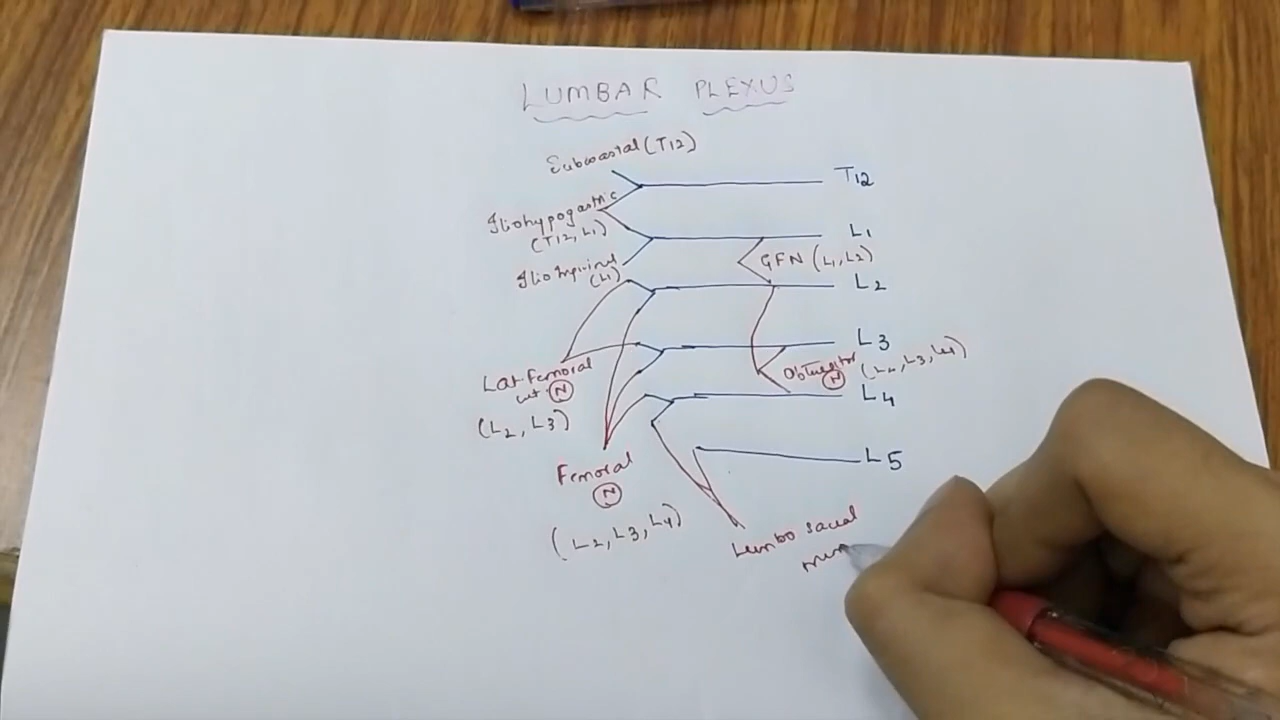 LUMBAR PLEXUS
Subcostal (T12)
T12
Iliohypogastric
(T12, L1)
L1
GFN (L1, L2)
(L1)
L2
L3
Obturator
N
(L2, L3, L4)
Lat. femoral
cut. N
(L2, L3)
L4
L5
Femoral
N
(L2, L3, L4)
Lumbo sacral